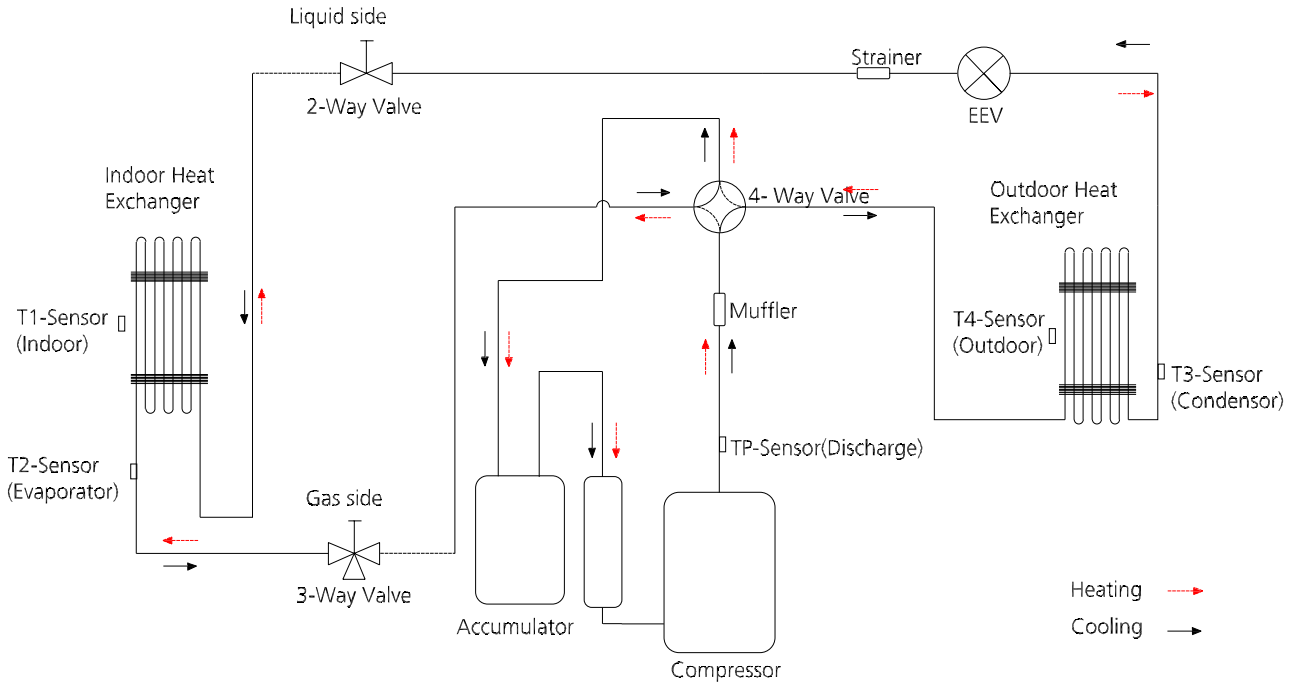 Liquid side
2-Way Valve
Strainer
EEV
Indoor Heat
Exchanger
4- Way Valve
Outdoor Heat
Exchanger
T1-Sensor
(Indoor)
Muffler
T4-Sensor
(Outdoor)
T3-Sensor
(Condensor)
T2-Sensor
(Evaporator)
TP-Sensor(Discharge)
Gas side
3-Way Valve
Accumulator
Compressor
Heating
Cooling